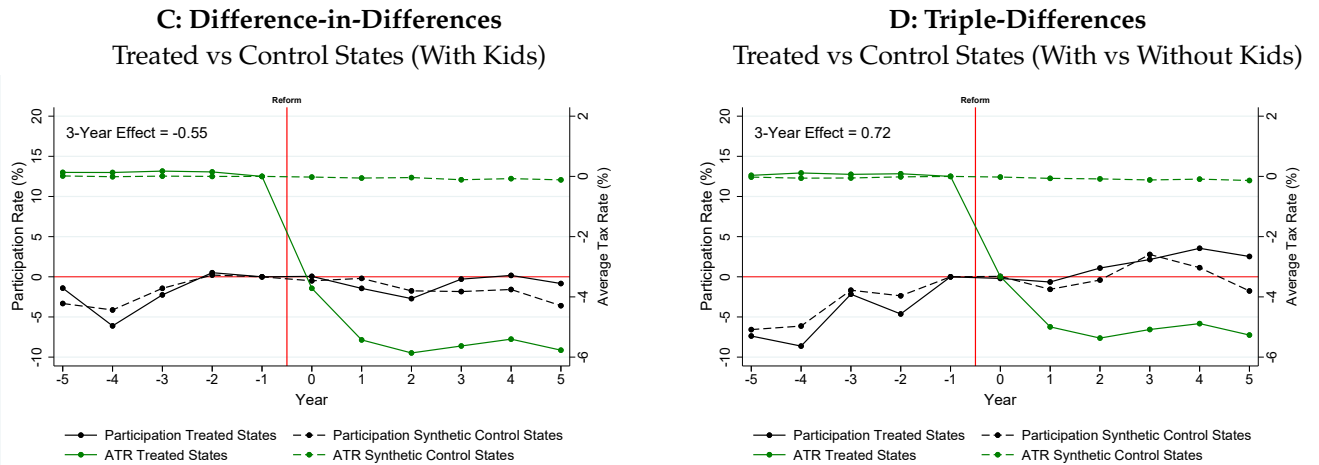 C: Difference-in-Differences
Treated vs Control States (With Kids)
Reform
3-Year Effect = -0.55
Participation Rate (%)
20
15
10
5
0
-5
-10
Average Tax Rate (%)
2
0
-2
-4
-6
-5 -4 -3 -2 -1 0 1 2 3 4 5
Year
Participation Treated States Participation Synthetic Control States
ATR Treated States ATR Synthetic Control States
D: Triple-Differences
Treated vs Control States (With vs Without Kids)
Reform
3-Year Effect = 0.72
Participation Rate (%)
20
15
10
5
0
-5
-10
Average Tax Rate (%)
2
0
-2
-4
-6
-5 -4 -3 -2 -1 0 1 2 3 4 5
Year
Participation Treated States Participation Synthetic Control States
ATR Treated States ATR Synthetic Control States